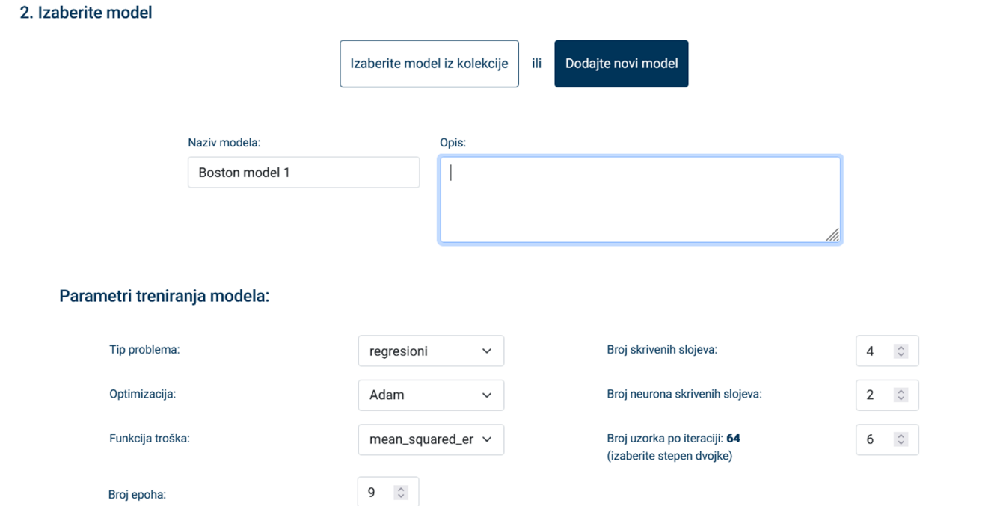 2. Izaberite model
Izaberite model iz kolekcije ili Dodajte novi model
Naziv modela: Opis:
Boston model 1
Parametri treniranja modela:
Tip problema: regresioni Broj skrivenih slojeva: 4
Optimizacija: Adam Broj neurona skrivenih slojeva: 2
Funkcija troška: mean_squared_er Broj uzorka po iteraciji: 64 6
(izaberite stepen dvojke)
Broj epoha: 9